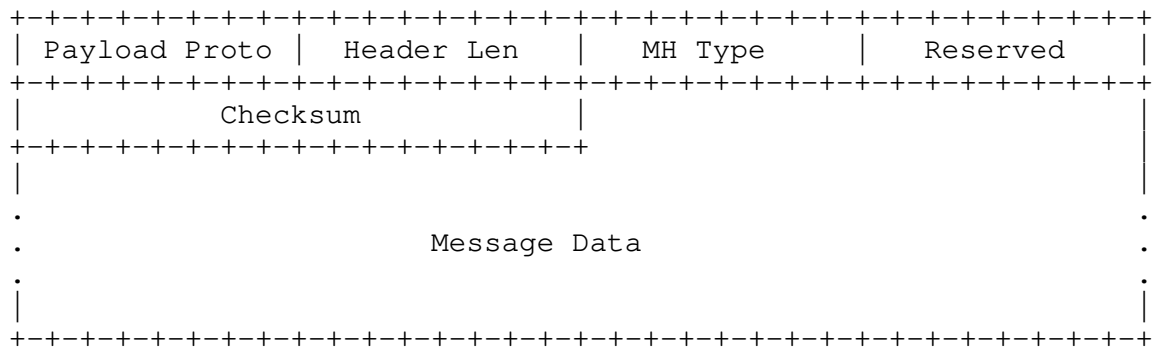 +-+-+-+-+-+-+-+-+-+-+-+-+-+-+-+-+-+-+-+-+-+-+-+-+-+-+-+-+-+-+-+-+
| Payload Proto |  Header Len   |   MH Type     |   Reserved    |
+-+-+-+-+-+-+-+-+-+-+-+-+-+-+-+-+-+-+-+-+-+-+-+-+-+-+-+-+-+-+-+-+
|           Checksum            |                               |
+-+-+-+-+-+-+-+-+-+-+-+-+-+-+-+-+                               |
|                                                               |
.                                                               .
.                       Message Data                            .
.                                                               .
|                                                               |
+-+-+-+-+-+-+-+-+-+-+-+-+-+-+-+-+-+-+-+-+-+-+-+-+-+-+-+-+-+-+-+-+